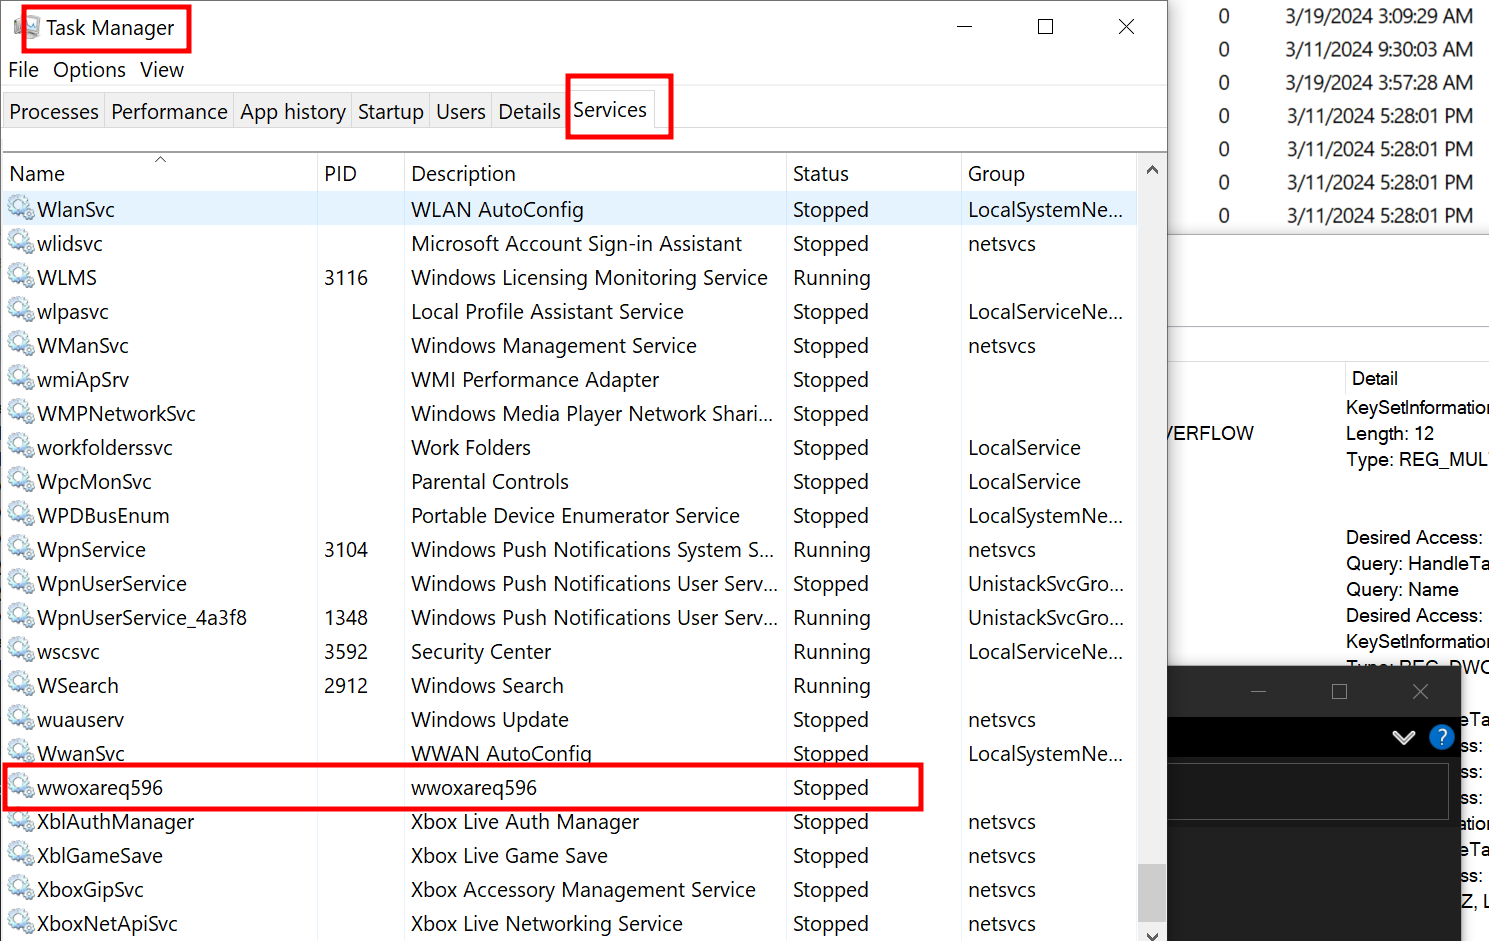 Task Manager
File Options View
Processes Performance App history Startup Users Details Services
Name PID Description Status Group
WlanSvc WLAN AutoConfig Stopped LocalSystemNe...
wlidsvc Microsoft Account Sign-in Assistant Stopped netsvcs
WLMS 3116 Windows Licensing Monitoring Service Running
wlpasvc Local Profile Assistant Service Stopped LocalServiceNe...
WManSvc Windows Management Service Stopped netsvcs
wmiApSrv WMI Performance Adapter Stopped
WMPNetworkSvc Windows Media Player Network Shari... Stopped
workfolderssvc Work Folders Stopped LocalService
WpcMonSvc Parental Controls Stopped LocalService
WPDBusEnum Portable Device Enumerator Service Stopped LocalSystemNe...
WpnService 3104 Windows Push Notifications System S... Running netsvcs
WpnUserService Windows Push Notifications User Serv... Stopped UnistackSvcGro...
WpnUserService_4a3f8 1348 Windows Push Notifications User Serv... Running UnistackSvcGro...
wscsvc 3592 Security Center Running LocalServiceNe...
WSearch 2912 Windows Search Running
wuauserv Windows Update Stopped netsvcs
WwanSvc WWAN AutoConfig Stopped LocalSystemNe...
wwoxareq596 wwoxareq596 Stopped
XblAuthManager Xbox Live Auth Manager Stopped netsvcs
XblGameSave Xbox Live Game Save Stopped netsvcs
XboxGipSvc Xbox Accessory Management Service Stopped netsvcs
XboxNetApiSvc Xbox Live Networking Service Stopped netsvcs
0 3/19/2024 3:09:29 AM
0 3/11/2024 9:30:03 AM
0 3/19/2024 3:57:28 AM
0 3/11/2024 5:28:01 PM
0 3/11/2024 5:28:01 PM
0 3/11/2024 5:28:01 PM
0 3/11/2024 5:28:01 PM
Detail
KeySetInformation
VERFLOW Length: 12
Type: REG_MUL
Desired Access:
Query: HandleTa
Query: Name
Desired Access:
KeySetInformation
Type: REG_DWO
eTa
ss:
ss:
ss:
ation
eTa
ss:
Z, L